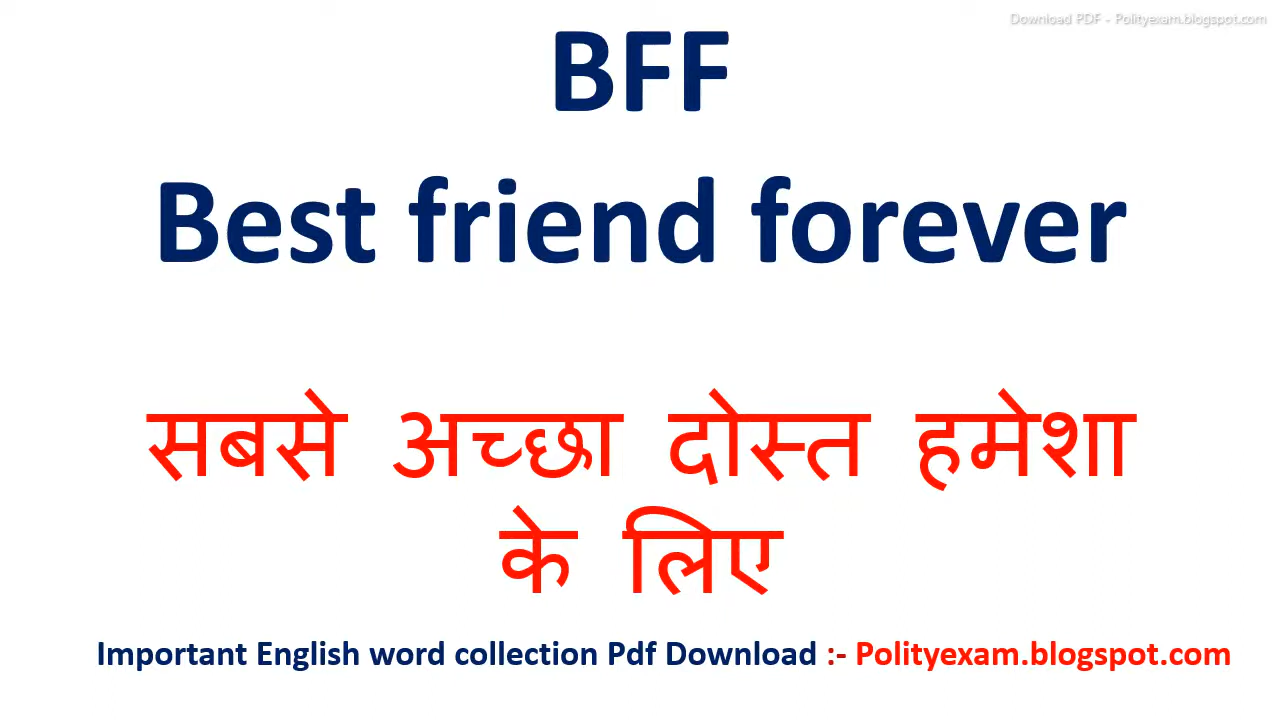 Download PDF - Polityexam.blogspot.com
BFF
Best friend forever
सबसे अच्छा दोस्त हमेशा
के लिए
Important English word collection Pdf Download :- Polityexam.blogspot.com